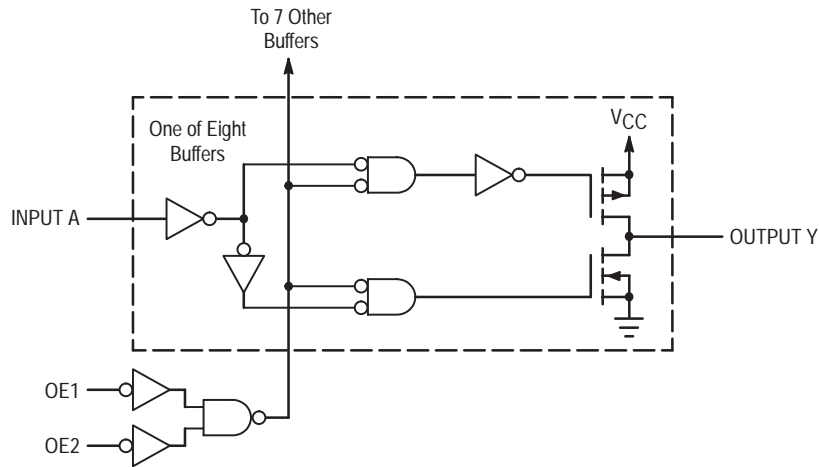 To 7 Other
Buffers
One of Eight
Buffers
VCC
INPUT A
OUTPUT Y
OE1
OE2